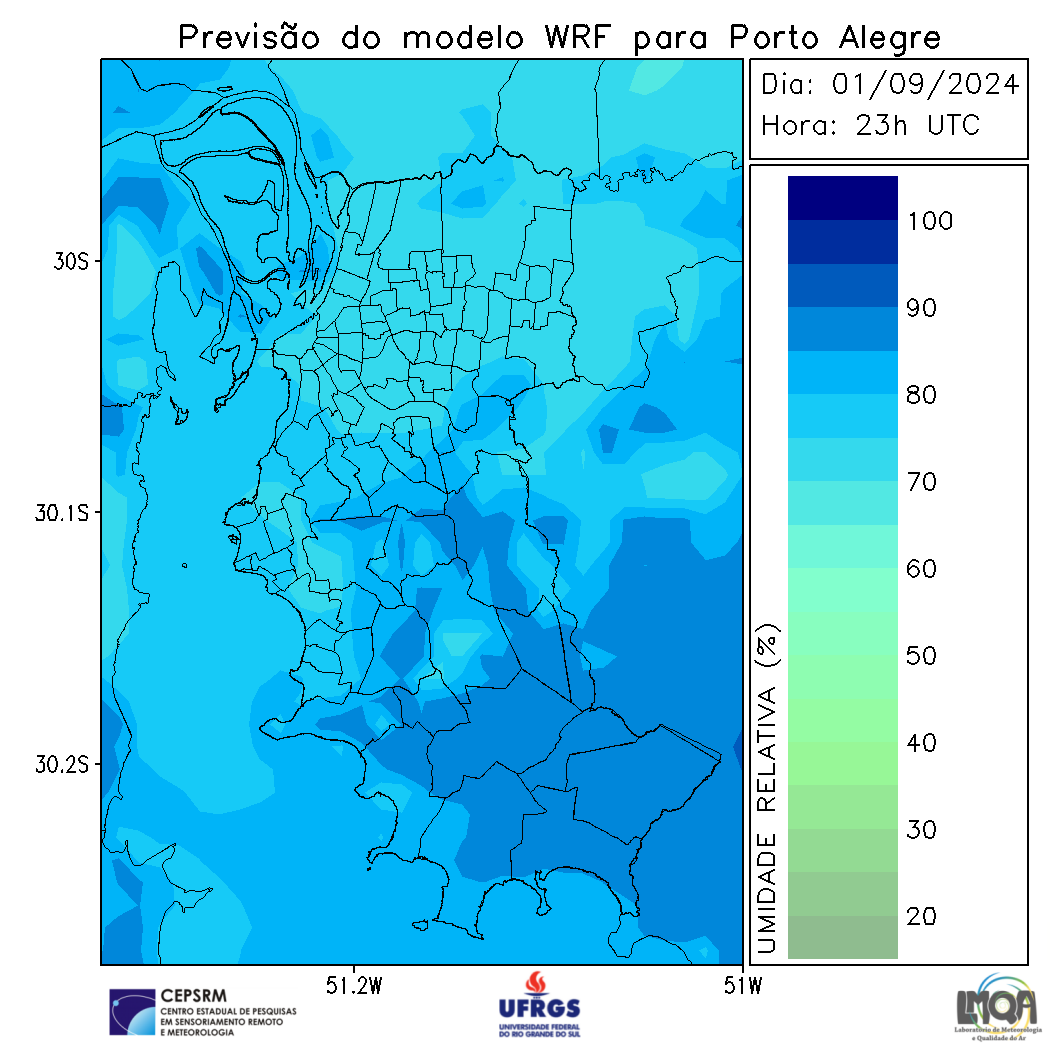 Previsão do modelo WRF para Porto Alegre
Dia: 01/09/2024
Hora: 23h UTC
30S
30.1S
30.2S
51.2W
51W
100
90
80
70
60
50
40
30
20
UMIDADE RELATIVA (%)
CEPSRM
CENTRO ESTADUAL DE PESQUISAS
EM SENSORIAMENTO REMOTO
E METEOROLOGIA
UFRGS
UNIVERSIDADE FEDERAL
DO RIO GRANDE DO SUL
LMQA
Laboratório de Meteorologia
e Qualidade do Ar